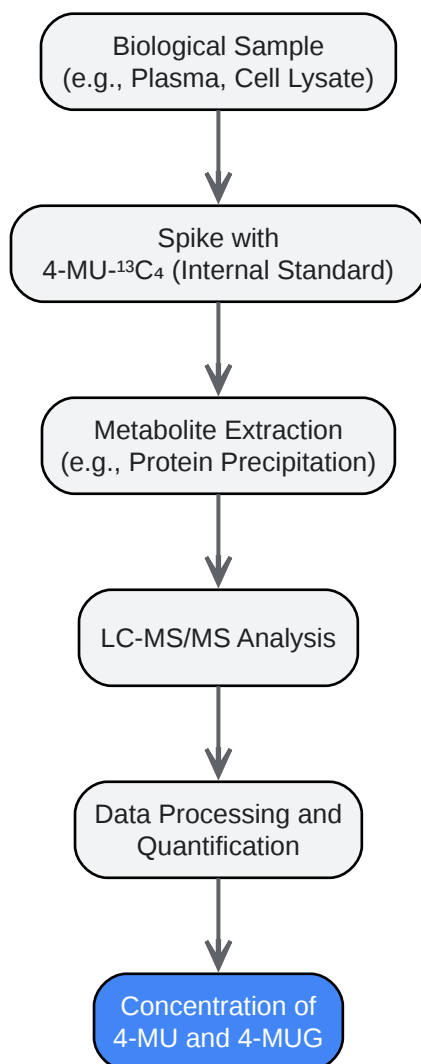 Biological Sample
(e.g., Plasma, Cell Lysate)
Spike with
4-MU-¹³C₄ (Internal Standard)
Metabolite Extraction
(e.g., Protein Precipitation)
LC-MS/MS Analysis
Data Processing and
Quantification
Concentration of
4-MU and 4-MUG